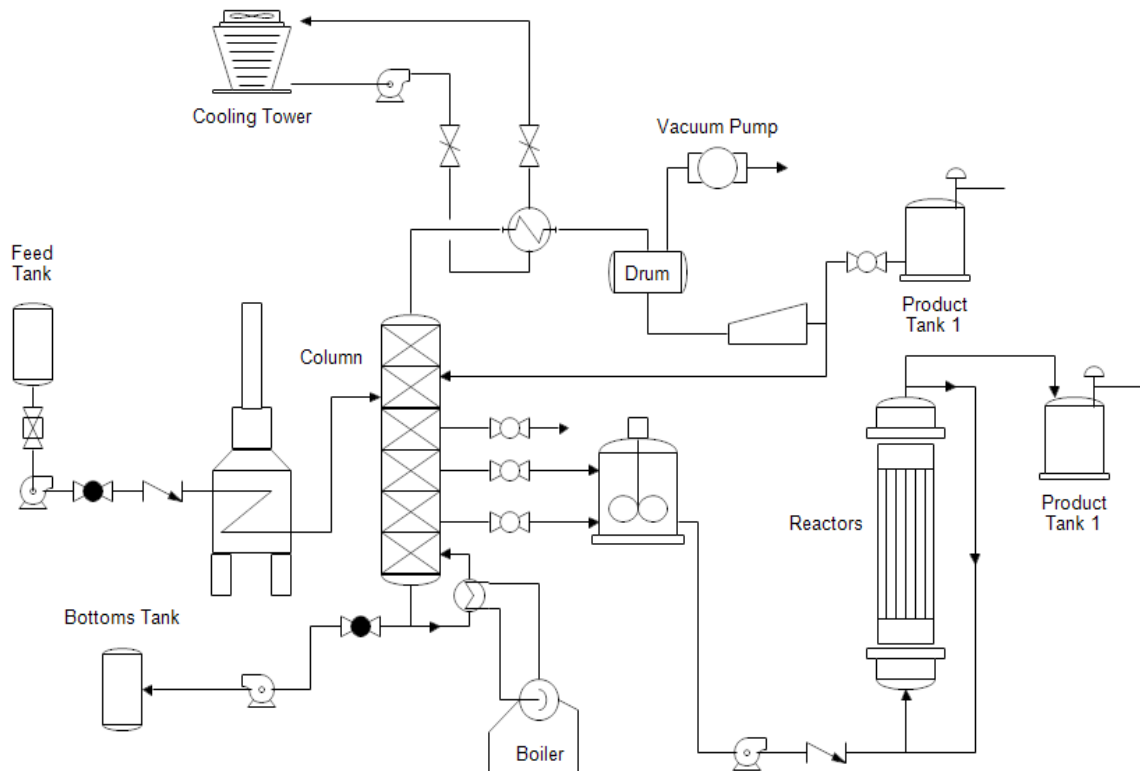 Cooling Tower
Vacuum Pump
Feed
Tank
Drum
Product
Tank 1
Column
Reactors
Product
Tank 1
Bottoms Tank
Boiler